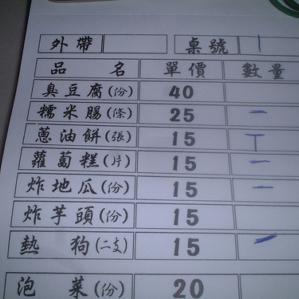 外帶 桌號 1
品名 單價 數量
臭豆腐(份) 40
糯米腸(條) 25 一
蔥油餅(張) 15 T
蘿蔔糕(片) 15 一
炸地瓜(份) 15 一
炸芋頭(份) 15
熱狗(二支) 15 一
泡菜(份) 20